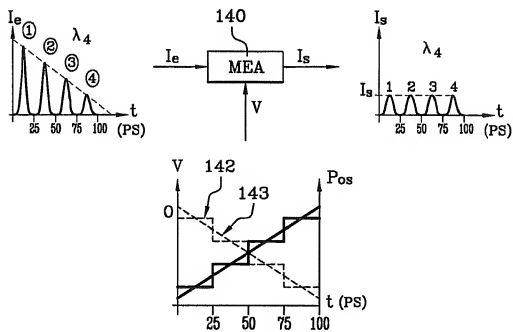 Ie
λ4
①
②
③
④
25 50 75 100
t
(PS)
140
Ie
MEA
Is
V
Is
λ4
Is
1 2 3 4
25 50 75 100
t
(PS)
V
142
143
Pos
0
25 50 75 100
t (PS)